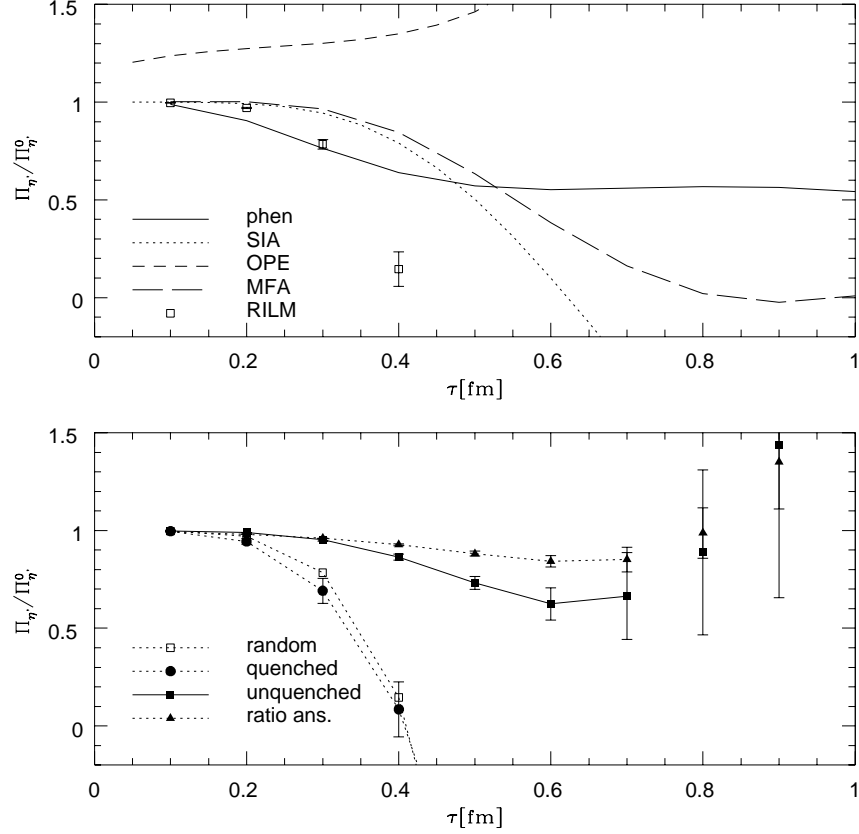 1.5
1
0.5
0
Π_η'/Π⁰_η'
phen
SIA
OPE
MFA
RILM
0 0.2 0.4 0.6 0.8 1
τ[fm]
1.5
1
0.5
0
Π_η'/Π⁰_η'
random
quenched
unquenched
ratio ans.
0 0.2 0.4 0.6 0.8 1
τ[fm]